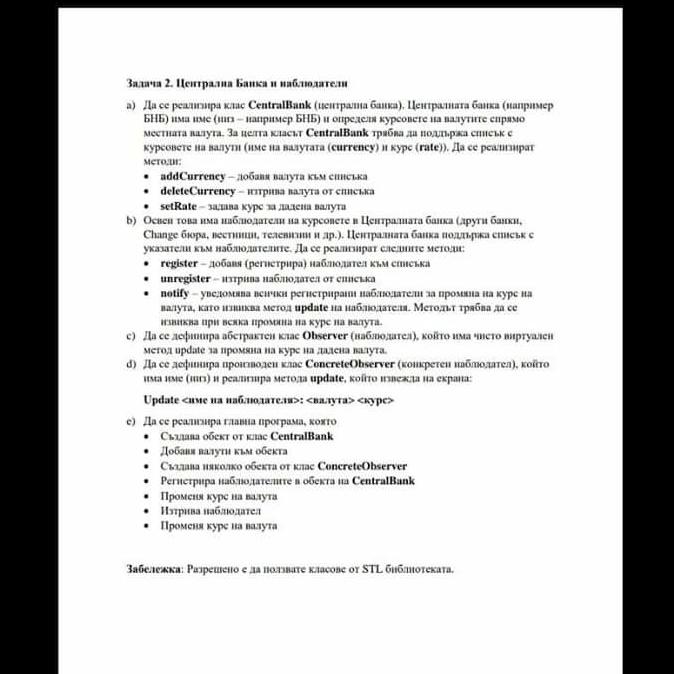 Задача 2. Централна Банка и наблюдатели
a) Да се реализира клас CentralBank (централна банка). Централната банка (например
БНБ) има име (низ – например БНБ) и определя курсовете на валутите спрямо
местната валута. За целта класът CentralBank трябва да поддържа списък с
курсовете на валути (име на валутата (currency) и курс (rate)). Да се реализират
методи:
• addCurrency – добавя валута към списъка
• deleteCurrency – изтрива валута от списъка
• setRate – задава курс за дадена валута
b) Освен това има наблюдатели на курсовете в Централната банка (други банки,
Change бюра, вестници, телевизии и др.). Централната банка поддържа списък с
указатели към наблюдателите. Да се реализират следните методи:
• register – добавя (регистрира) наблюдател към списъка
• unregister – изтрива наблюдател от списъка
• notify – уведомява всички регистрирани наблюдатели за промяна на курс на
валута, като извиква метод update на наблюдателя. Методът трябва да се
извиква при всяка промяна на курс на валута.
c) Да се дефинира абстрактен клас Observer (наблюдател), който има чисто виртуален
метод update за промяна на курс на дадена валута.
d) Да се дефинира производен клас ConcreteObserver (конкретен наблюдател), който
има име (низ) и реализира метода update, който извежда на екрана:
Update <име на наблюдателя>: <валута> <курс>
e) Да се реализира главна програма, която
• Създава обект от клас CentralBank
• Добавя валути към обекта
• Създава няколко обекта от клас ConcreteObserver
• Регистрира наблюдателите в обекта на CentralBank
• Променя курс на валута
• Изтрива наблюдател
• Променя курс на валута
Забележка: Разрешено е да ползвате класове от STL библиотеката.